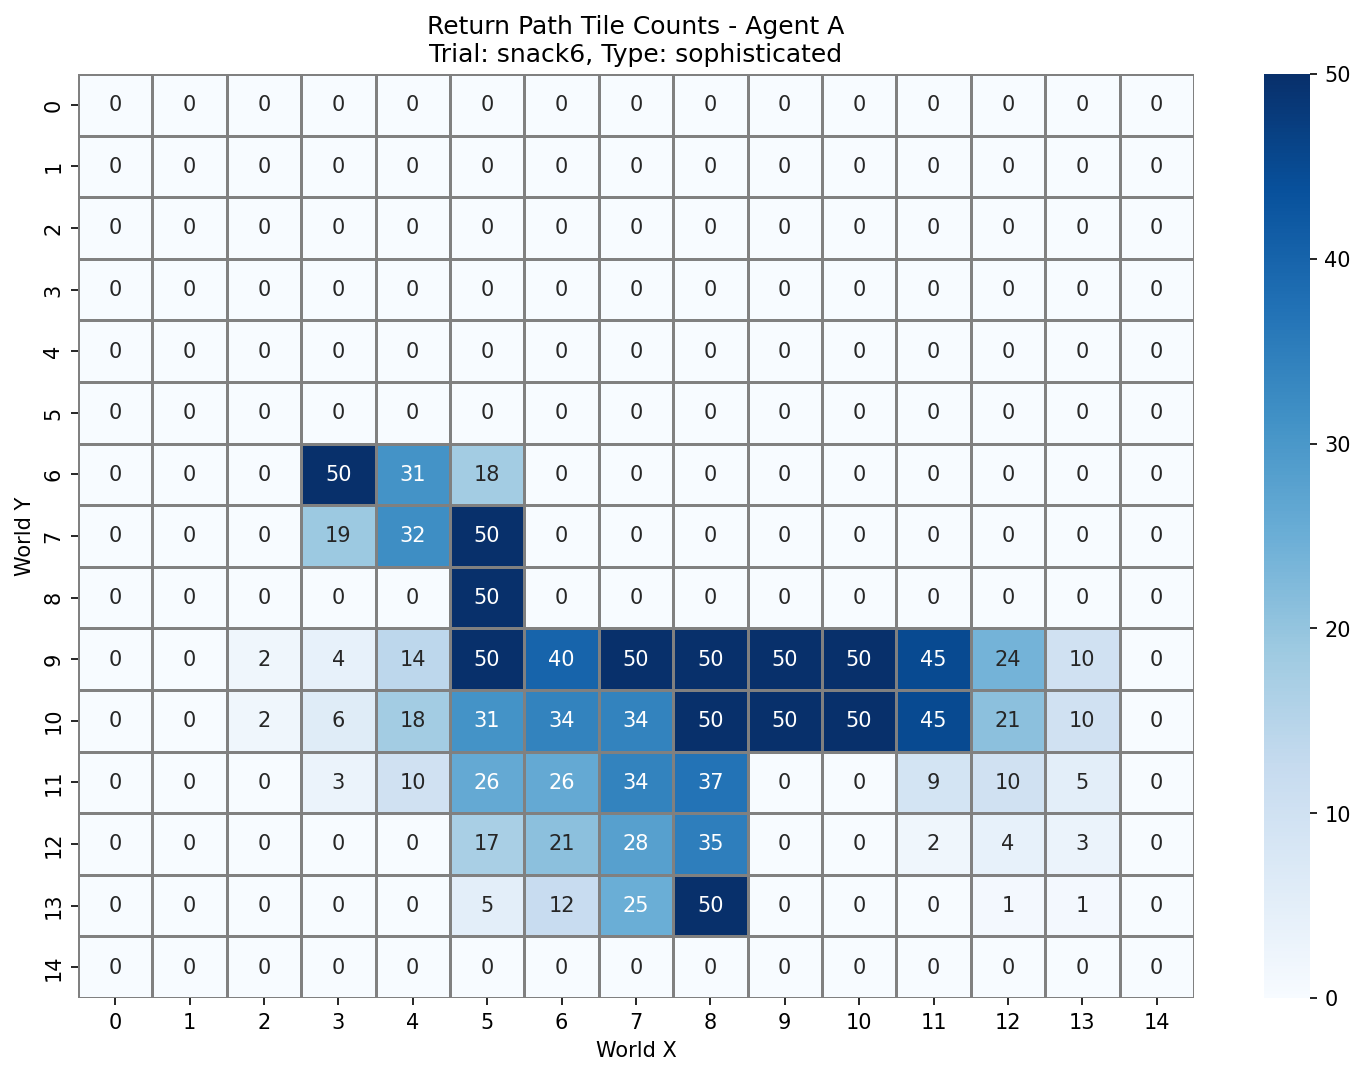 Return Path Tile Counts - Agent A
Trial: snack6, Type: sophisticated
0 0 0 0 0 0 0 0 0 0 0 0 0 0 0 0
1 0 0 0 0 0 0 0 0 0 0 0 0 0 0 0
2 0 0 0 0 0 0 0 0 0 0 0 0 0 0 0
3 0 0 0 0 0 0 0 0 0 0 0 0 0 0 0
4 0 0 0 0 0 0 0 0 0 0 0 0 0 0 0
5 0 0 0 0 0 0 0 0 0 0 0 0 0 0 0
6 0 0 0 50 31 18 0 0 0 0 0 0 0 0 0
7 0 0 0 19 32 50 0 0 0 0 0 0 0 0 0
8 0 0 0 0 0 50 0 0 0 0 0 0 0 0 0
9 0 0 2 4 14 50 40 50 50 50 50 45 24 10 0
10 0 0 2 6 18 31 34 34 50 50 50 45 21 10 0
11 0 0 0 3 10 26 26 34 37 0 0 9 10 5 0
12 0 0 0 0 0 17 21 28 35 0 0 2 4 3 0
13 0 0 0 0 0 5 12 25 50 0 0 0 1 1 0
14 0 0 0 0 0 0 0 0 0 0 0 0 0 0 0
0 1 2 3 4 5 6 7 8 9 10 11 12 13 14
World X
World Y
50
40
30
20
10
0